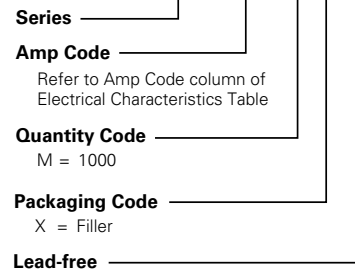 Series
Amp Code
Refer to Amp Code column of
Electrical Characteristics Table
Quantity Code
M = 1000
Packaging Code
X = Filler
Lead-free